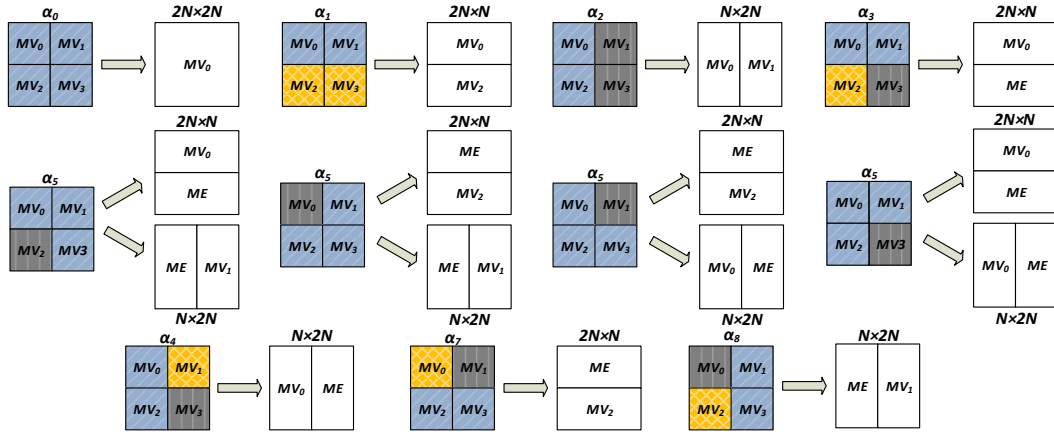 α0 2N×2N α1 2N×N α2 N×2N α3 2N×N
MV0 MV1 MV0 MV1 MV0 MV0 MV1 MV0 MV1 MV0
MV0 MV0 MV1
MV2 MV3 MV2 MV3 MV2 MV2 MV3 MV2 MV3 ME
2N×N 2N×N 2N×N 2N×N
MV0 ME ME MV0
α5 α5 α5 α5
ME MV2 MV2 ME
MV0 MV1 MV0 MV1 MV0 MV1 MV0 MV1
MV2 MV3 MV2 MV3 MV2 MV3 MV2 MV3
ME MV1 ME MV1 MV0 ME MV0 ME
N×2N N×2N N×2N N×2N
α4 N×2N α7 2N×N α8 N×2N
MV0 MV1 MV0 MV1 ME MV0 MV1
MV0 ME ME MV1
MV2 MV3 MV2 MV3 MV2 MV2 MV3